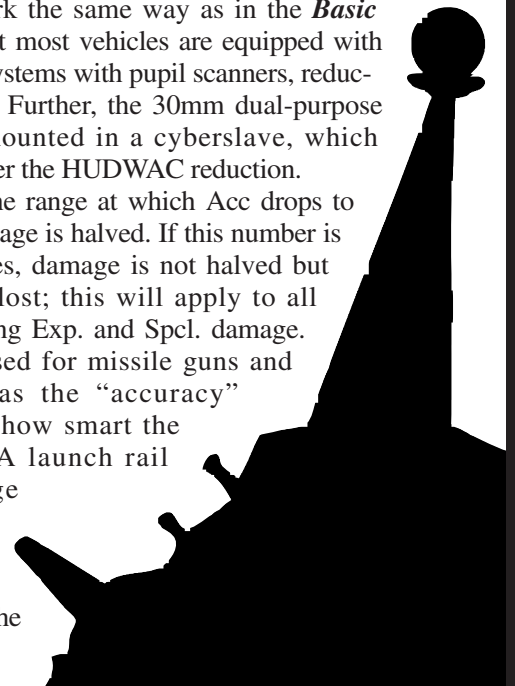 rk the same way as in the Basic
t most vehicles are equipped with
ystems with pupil scanners, reduc-
Further, the 30mm dual-purpose
ounted in a cyberslave, which
er the HUDWAC reduction.
ne range at which Acc drops to
age is halved. If this number is
es, damage is not halved but
lost; this will apply to all
ng Exp. and Spcl. damage.
sed for missile guns and
as the “accuracy”
how smart the
A launch rail
ge
ne